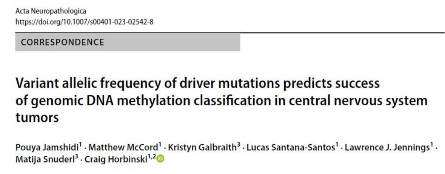 Acta Neuropathologica
https://doi.org/10.1007/s00401-023-02542-8
CORRESPONDENCE
Variant allelic frequency of driver mutations predicts success
of genomic DNA methylation classification in central nervous system
tumors
Pouya Jamshidi¹ · Matthew McCord¹ · Kristyn Galbraith³ · Lucas Santana-Santos¹ · Lawrence J. Jennings¹ ·
Matija Snuderl³ · Craig Horbinski¹,²